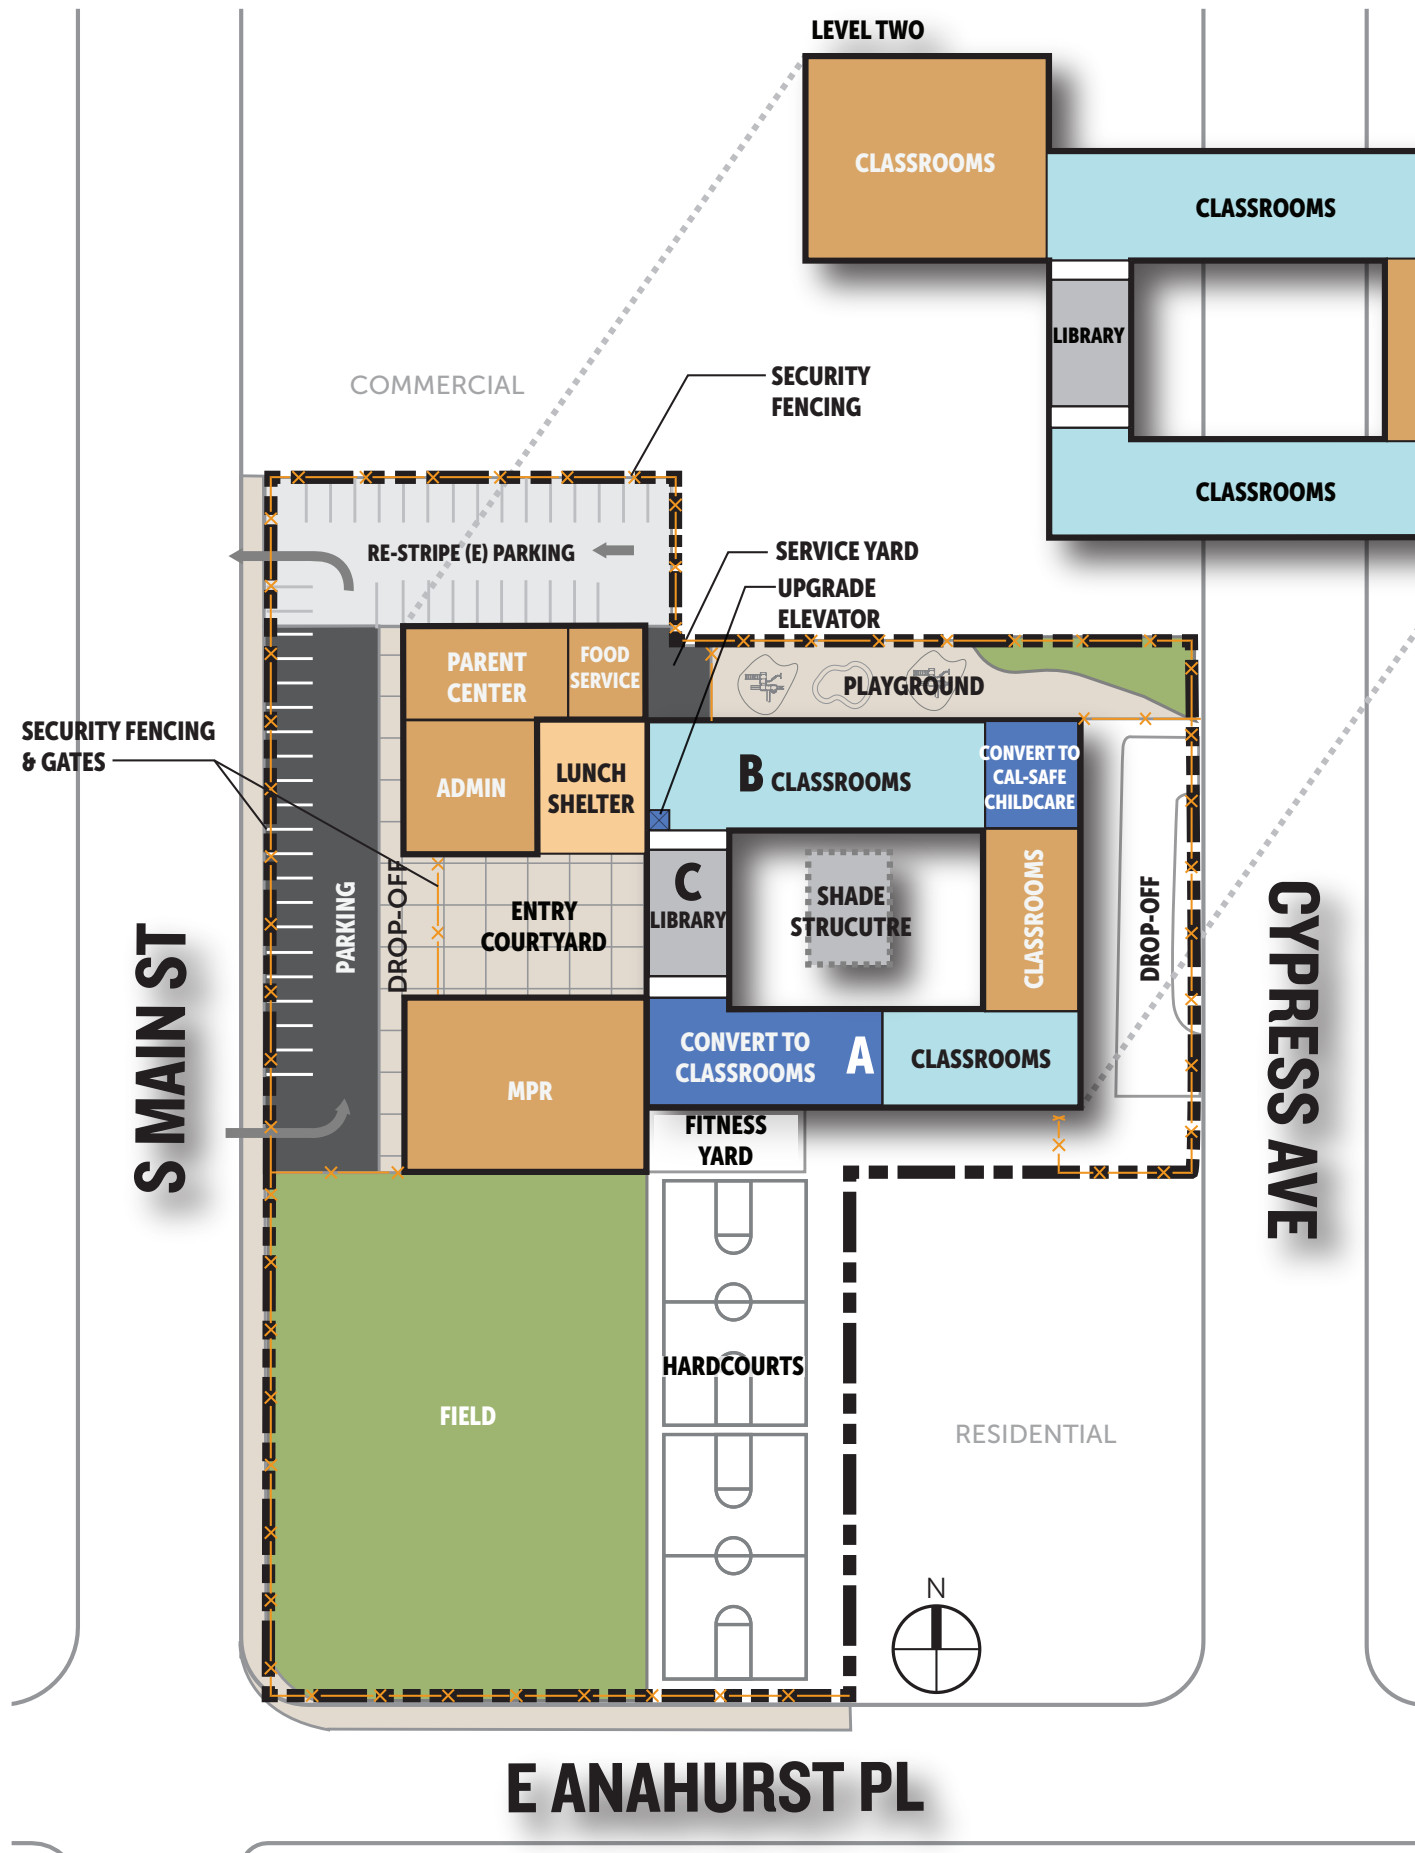 LEVEL TWO
CLASSROOMS
CLASSROOMS
LIBRARY
CLASSROOMS
COMMERCIAL
SECURITY
FENCING
RE-STRIPE (E) PARKING
SERVICE YARD
UPGRADE
ELEVATOR
PARENT
CENTER
FOOD
SERVICE
PLAYGROUND
SECURITY FENCING
& GATES
ADMIN
LUNCH
SHELTER
B CLASSROOMS
CONVERT TO
CAL-SAFE
CHILDCARE
PARKING
DROP-OFF
ENTRY
COURTYARD
C
LIBRARY
SHADE
STRUCUTRE
CLASSROOMS
DROP-OFF
S MAIN ST
CYPRESS AVE
MPR
CONVERT TO
CLASSROOMS
A
CLASSROOMS
FITNESS
YARD
HARDCOURTS
FIELD
RESIDENTIAL
N
E ANAHURST PL